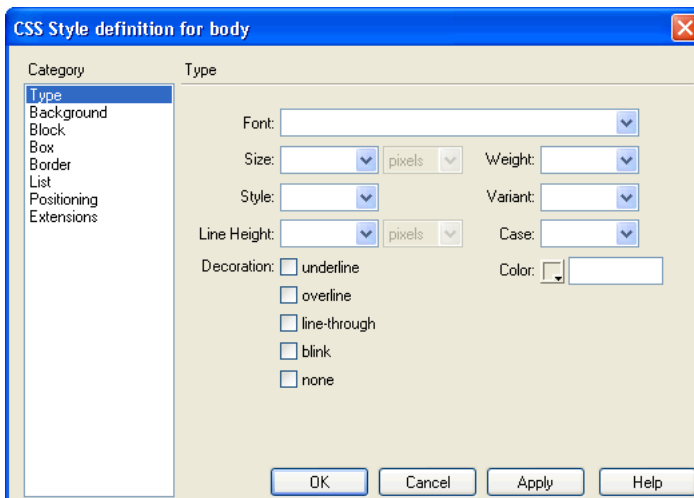 CSS Style definition for body
Category
Type
Type
Background
Block
Box
Border
List
Positioning
Extensions
Font:
Size: pixels Weight:
Style: Variant:
Line Height: pixels Case:
Decoration: underline Color:
overline
line-through
blink
none
OK Cancel Apply Help